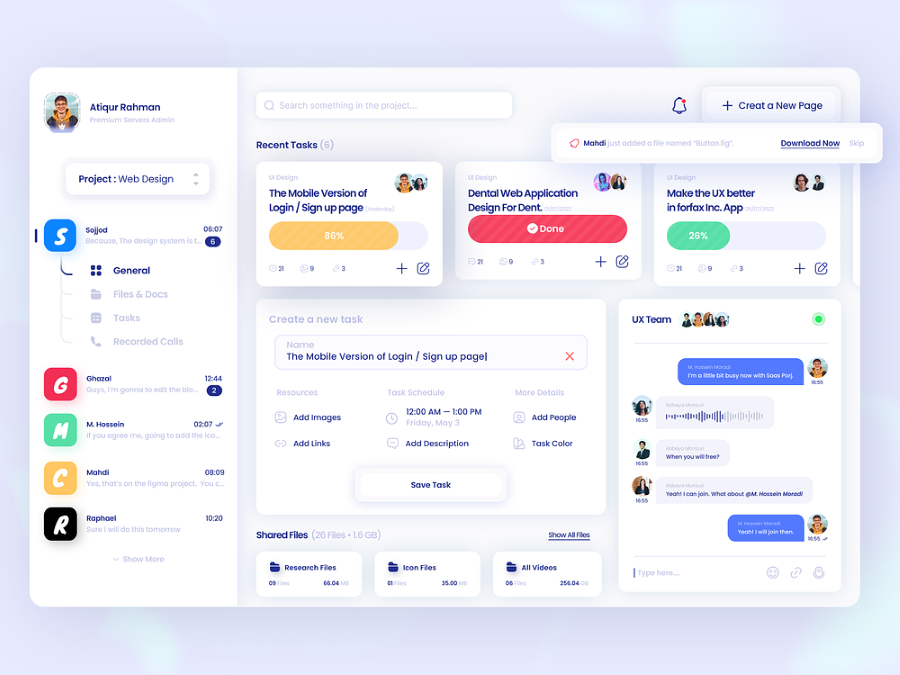 Atiqur Rahman
Premium Servers Admin
Project : Web Design
S
Sojjod 06:07
Because, The design system is t... 6
General
Files & Docs
Tasks
Recorded Calls
G
Ghazal 12:44
Guys, I'm gonna to edit the blo... 2
M
M. Hossein 02:07
If you agree me, going to add the ico...
C
Mahdi 08:09
Yes, that's on the figma project. You c...
R
Raphael 10:20
Sure i will do this tomorrow
Show More
Search something in the project...
Creat a New Page
Mahdi just added a file named "Button.fig". Download Now Skip
Recent Tasks (6)
UI Design
The Mobile Version of
Login / Sign up page (Yesterday)
86%
21 9 3
UI Design
Dental Web Application
Design For Dent.
Done
21 9 3
UI Design
Make the UX better
in forfax Inc. App
26%
21 9 3
Create a new task
Name
The Mobile Version of Login / Sign up page
Resources
Add Images
Add Links
Task Schedule
12:00 AM — 1:00 PM
Friday, May 3
Add Description
More Details
Add People
Task Color
Save Task
Shared Files (26 Files • 1.6 GB) Show All Files
Research Files
09 Files 66.04 MB
Icon Files
01 Files 35.00 MB
All Videos
06 Files 256.04 GB
UX Team
M. Hossein Moradi
I'm a little bit busy now with Saas Porj.
16:55
Rabeya Monsuri
16:55
Rabeya Monsuri
When you will free?
16:55
Rabeya Monsuri
Yeah! I can join. What about @M. Hossein Moradi
16:55
M. Hossein Moradi
Yeah! I will join then.
16:55
Type here...